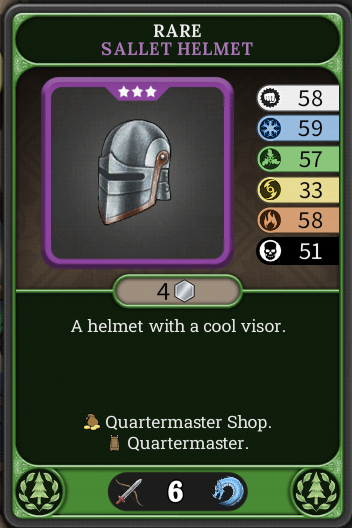 RARE
SALLET HELMET
58
59
57
33
58
51
4
A helmet with a cool visor.
Quartermaster Shop.
Quartermaster.
6